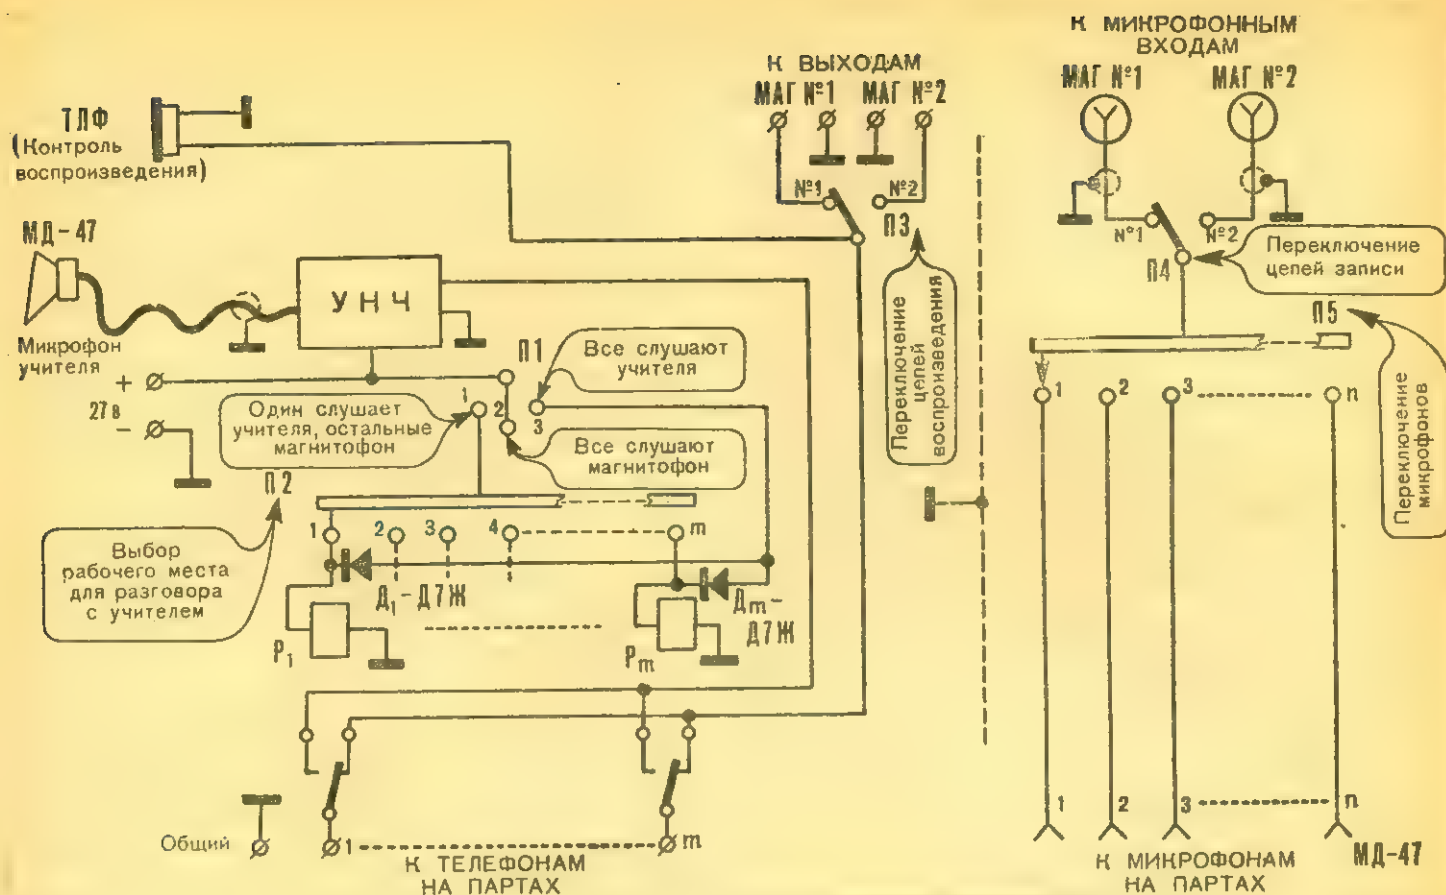 К МИКРОФОННЫМ
ВХОДАМ
МАГ №1
МАГ №2
К ВЫХОДАМ
МАГ №1
МАГ №2
ТЛФ
(Контроль
воспроизведения)
№1
№2
П3
№1
№2
П4
Переключение
цепей записи
МД-47
Микрофон
учителя
УНЧ
Переключение
цепей
воспроизведения
П5
Переключение
микрофонов
П1
Все слушают
учителя
+
27 в
−
1
2
3
Один слушает
учителя, остальные
магнитофон
Все слушают
магнитофон
1
2
3
n
П2
Выбор
рабочего места
для разговора
с учителем
1
2
3
4
m
Д1-Д7Ж
Дm-
Д7Ж
Р1
Рm
Общий
1
m
К ТЕЛЕФОНАМ
НА ПАРТАХ
1
2
3
n
К МИКРОФОНАМ
НА ПАРТАХ
МД-47